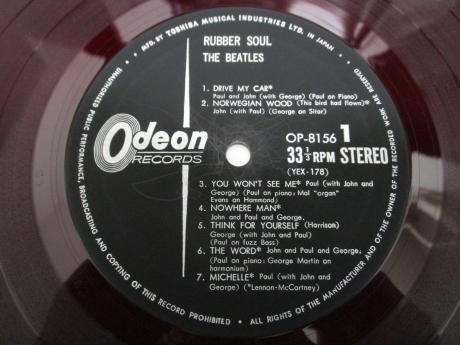 MFD. BY TOSHIBA MUSICAL INDUSTRIES LTD. IN JAPAN.
RUBBER SOUL
THE BEATLES
1. DRIVE MY CAR*
Paul and John (with George) (Paul on Piano)
2. NORWEGIAN WOOD (This bird had flown)*
John (with Paul) (George on Sitar)
Odeon
RECORDS
OP-8156 1
33 1/3 RPM STEREO
(YEX-178)
3. YOU WON'T SEE ME* Paul (with John and
George) (Paul on piano: Mal "organ"
Evans on Hammond)
4. NOWHERE MAN*
John and Paul and George.
5. THINK FOR YOURSELF (Harrison)
George (with John and Paul)
(Paul on fuzz Bass)
6. THE WORD* John and Paul and George;
(Paul on piano: George Martin on
harmonium)
7. MICHELLE* Paul (with John and
George) (*Lennon-McCartney)
ALL RIGHTS OF THE MANUFACTURER AND OF THE OWNER OF THE RECORDED WORK ARE RESERVED
UNAUTHORIZED PUBLIC PERFORMANCE, BROADCASTING AND COPYING OF THIS RECORD PROHIBITED